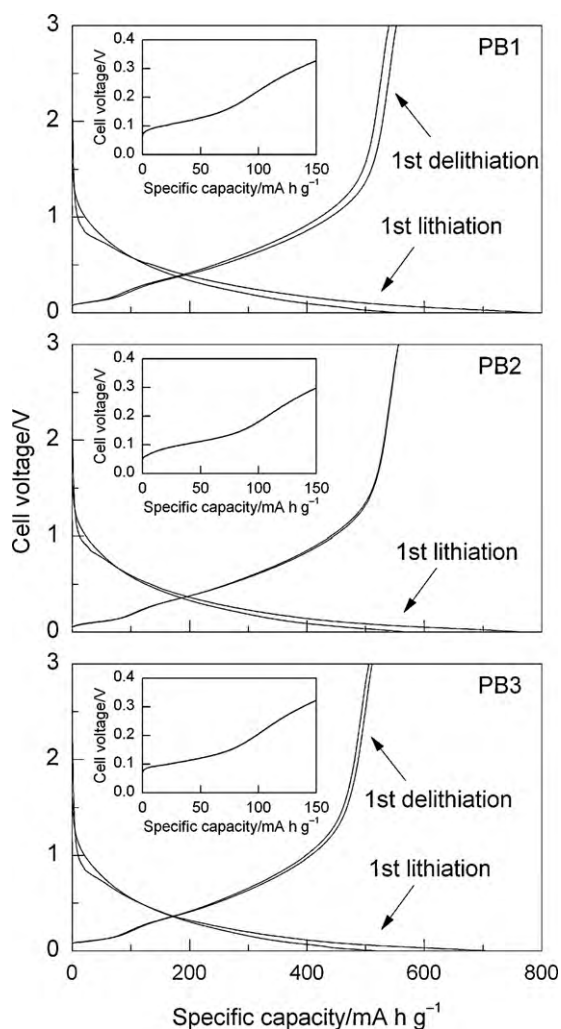 3
PB1
0.4
0.3
0.2
0.1
0.0
Cell voltage/V
0 50 100 150
Specific capacity/mA h g⁻¹
2
1st delithiation
1
1st lithiation
0
3
PB2
0.4
0.3
0.2
0.1
0.0
Cell voltage/V
0 50 100 150
Specific capacity/mA h g⁻¹
2
Cell voltage/V
1
1st lithiation
0
3
PB3
0.4
0.3
0.2
0.1
0.0
Cell voltage/V
0 50 100 150
Specific capacity/mA h g⁻¹
2
1st delithiation
1
1st lithiation
0
0 200 400 600 800
Specific capacity/mA h g⁻¹